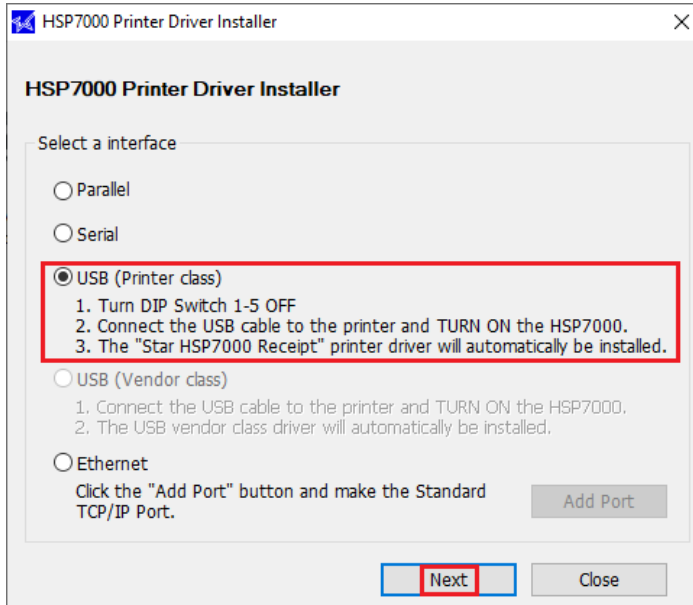 HSP7000 Printer Driver Installer
HSP7000 Printer Driver Installer
Select a interface
Parallel
Serial
USB (Printer class)
1. Turn DIP Switch 1-5 OFF
2. Connect the USB cable to the printer and TURN ON the HSP7000.
3. The "Star HSP7000 Receipt" printer driver will automatically be installed.
USB (Vendor class)
1. Connect the USB cable to the printer and TURN ON the HSP7000.
2. The USB vendor class driver will automatically be installed.
Ethernet
Click the "Add Port" button and make the Standard
TCP/IP Port.
Add Port
Next
Close